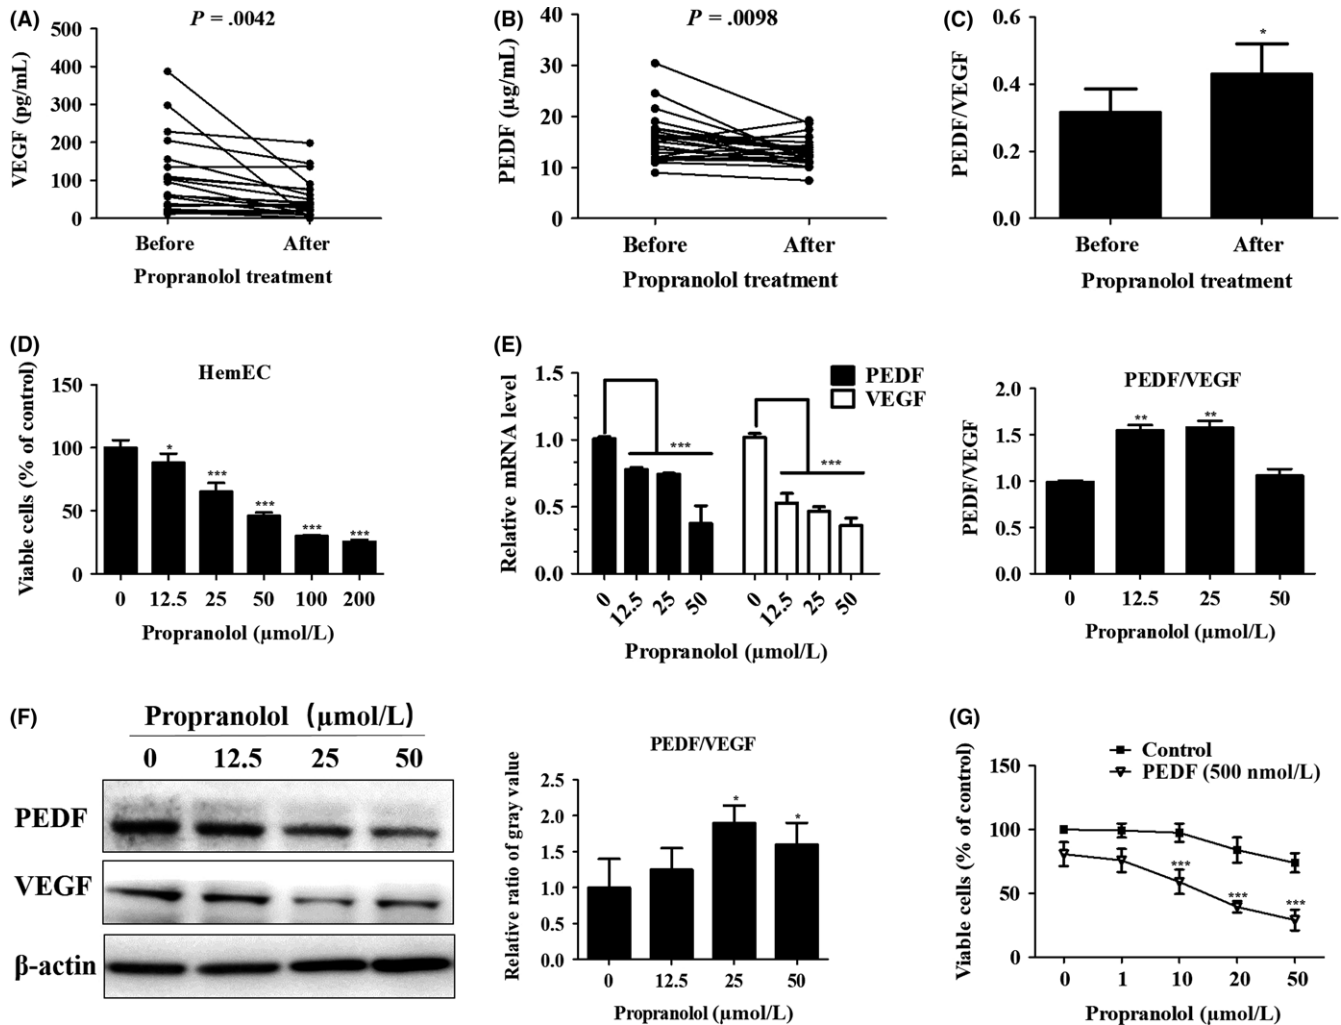 (A)
P = .0042
VEGF (pg/mL)
500
400
300
200
100
0
Before After
Propranolol treatment
(B)
P = .0098
PEDF (μg/mL)
40
30
20
10
0
Before After
Propranolol treatment
(C)
PEDF/VEGF
0.6
0.4
0.2
0.0
*
Before After
Propranolol treatment
(D)
HemEC
Viable cells (% of control)
150
100
50
0
* *** *** *** ***
0 12.5 25 50 100 200
Propranolol (μmol/L)
(E)
Relative mRNA level
1.5
1.0
0.5
0.0
PEDF
VEGF
*** ***
0 12.5 25 50 0 12.5 25 50
Propranolol (μmol/L)
PEDF/VEGF
PEDF/VEGF
2.0
1.5
1.0
0.5
0.0
** **
0 12.5 25 50
Propranolol (μmol/L)
(F)
Propranolol (μmol/L)
0 12.5 25 50
PEDF
VEGF
β-actin
PEDF/VEGF
Relative ratio of gray value
2.5
2.0
1.5
1.0
0.5
0.0
* *
0 12.5 25 50
Propranolol (μmol/L)
(G)
Control
PEDF (500 nmol/L)
Viable cells (% of control)
150
100
50
0
*** *** ***
0 1 10 20 50
Propranolol (μmol/L)